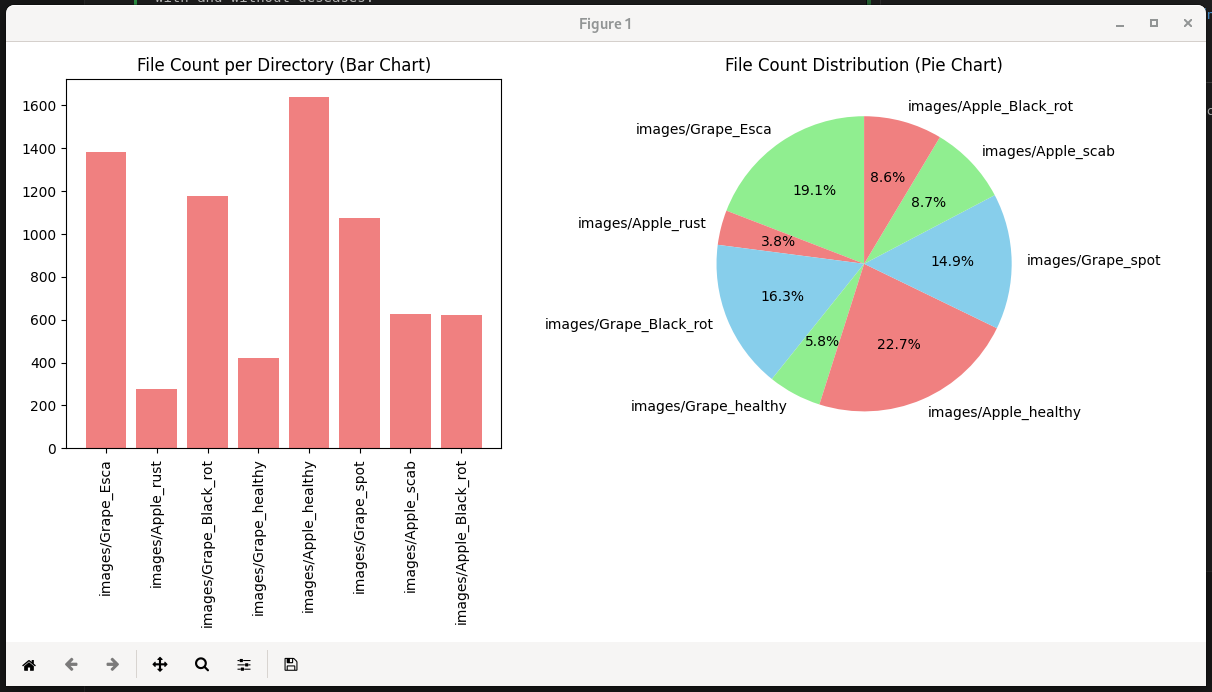 with and without deseases.
Figure 1
File Count per Directory (Bar Chart)
1600
1400
1200
1000
800
600
400
200
0
images/Grape_Esca
images/Apple_rust
images/Grape_Black_rot
images/Grape_healthy
images/Apple_healthy
images/Grape_spot
images/Apple_scab
images/Apple_Black_rot
File Count Distribution (Pie Chart)
images/Apple_Black_rot
images/Grape_Esca
images/Apple_scab
8.6%
19.1%
8.7%
images/Apple_rust
3.8%
14.9%
images/Grape_spot
16.3%
images/Grape_Black_rot
5.8%
22.7%
images/Grape_healthy
images/Apple_healthy